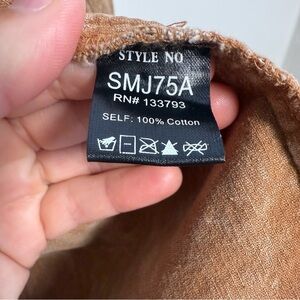 STYLE NO
SMJ75A
RN# 133793
SELF: 100% Cotton